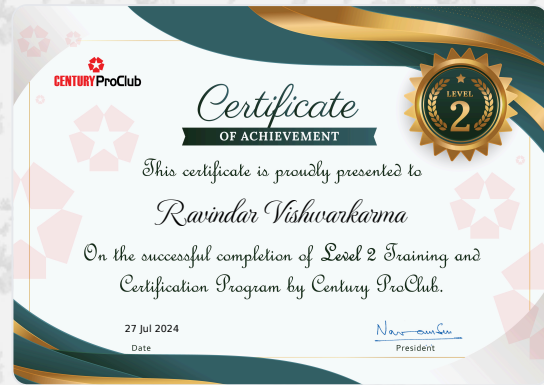 CENTURY ProClub
Certificate
OF ACHIEVEMENT
LEVEL
2
This certificate is proudly presented to
Ravindar Vishwarkarma
On the successful completion of Level 2 Training and
Certification Program by Century ProClub.
27 Jul 2024
Date
President